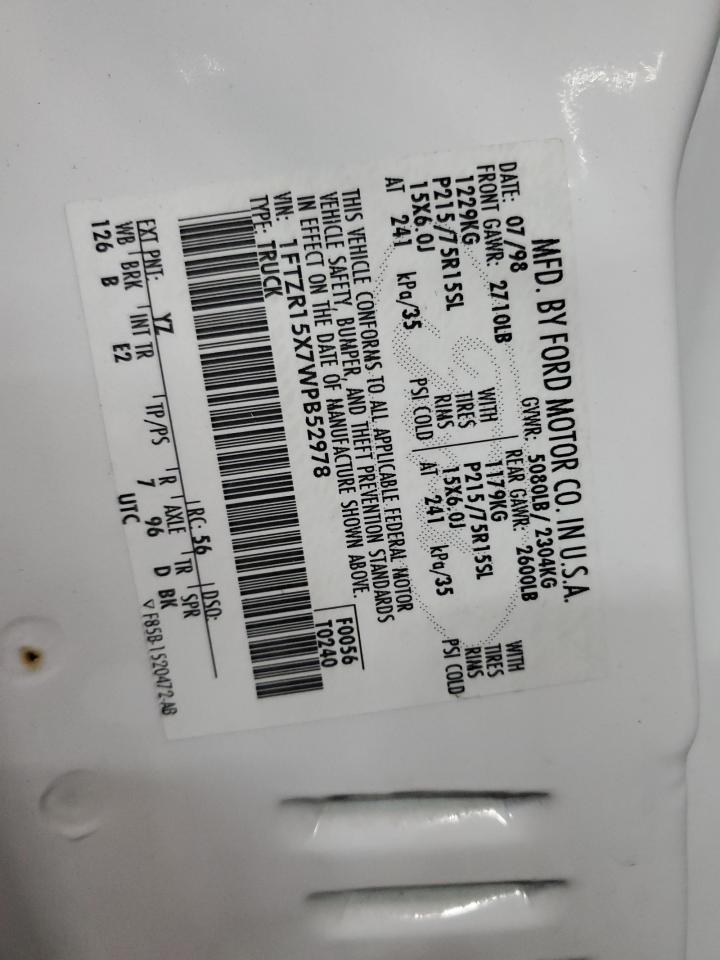 MFD. BY FORD MOTOR CO. IN U.S.A.
DATE: 07/98 GVWR: 5080LB/2304KG
FRONT GAWR: 2710LB REAR GAWR: 2600LB
1229KG WITH 1179KG WITH
P215/75R15SL TIRES P215/75R15SL TIRES
15X6.0J RIMS 15X6.0J RIMS
AT 241 kPa/35 PSI COLD AT 241 kPa/35 PSI COLD
THIS VEHICLE CONFORMS TO ALL APPLICABLE FEDERAL MOTOR
VEHICLE SAFETY, BUMPER, AND THEFT PREVENTION STANDARDS
IN EFFECT ON THE DATE OF MANUFACTURE SHOWN ABOVE.
VIN: 1FTZR15X7WPB52978 F0056
TYPE: TRUCK T0240
EXT PNT: YZ RC: 56 DSO:
WB BRK INT TR TP/PS R AXLE TR SPR
126 B E2 7 96 D BK
UTC ▽ F85B-1520472-AB